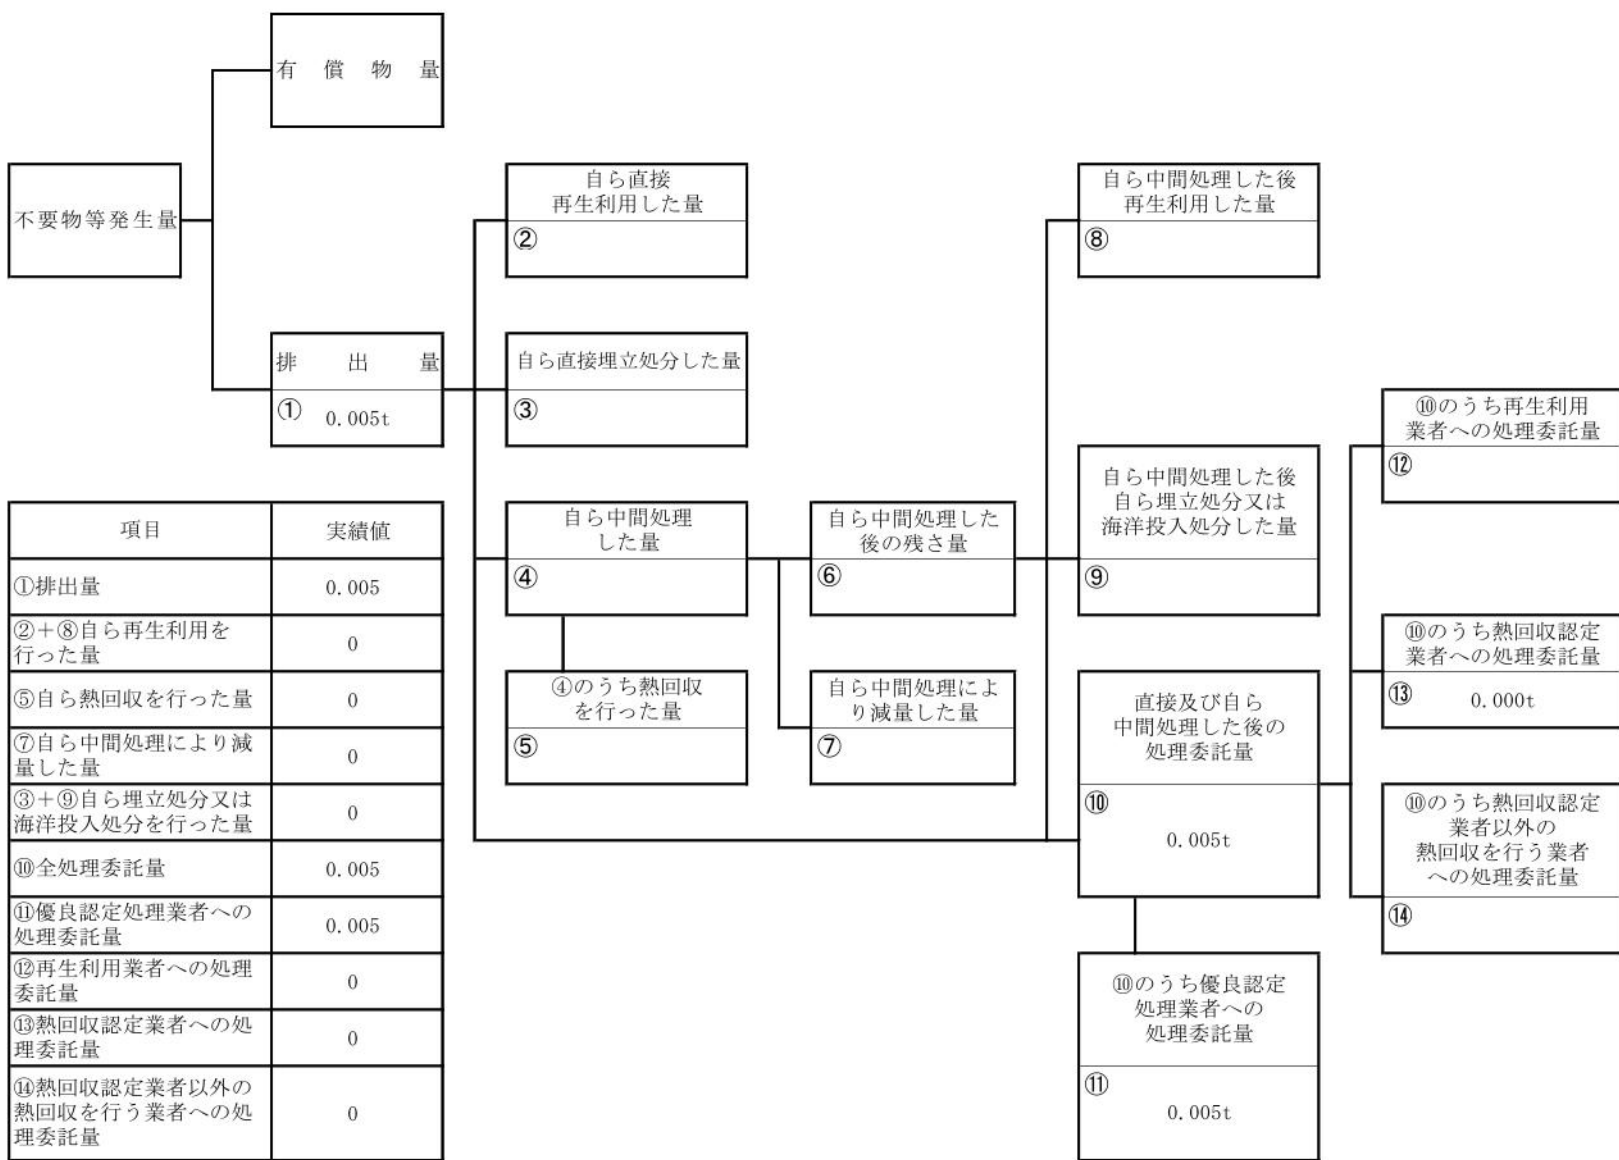 有償物量
不要物等発生量
排出量
① 0.005t
自ら直接
再生利用した量
②
自ら直接埋立処分した量
③
自ら中間処理
した量
④
④のうち熱回収
を行った量
⑤
自ら中間処理した
後の残さ量
⑥
自ら中間処理によ
り減量した量
⑦
自ら中間処理した後
再生利用した量
⑧
自ら中間処理した後
自ら埋立処分又は
海洋投入処分した量
⑨
直接及び自ら
中間処理した後の
処理委託量
⑩
0.005t
⑩のうち優良認定
処理業者への
処理委託量
⑪
0.005t
⑩のうち再生利用
業者への処理委託量
⑫
⑩のうち熱回収認定
業者への処理委託量
⑬ 0.000t
⑩のうち熱回収認定
業者以外の
熱回収を行う業者
への処理委託量
⑭
項目 実績値
①排出量 0.005
②+⑧自ら再生利用を
行った量 0
⑤自ら熱回収を行った量 0
⑦自ら中間処理により減
量した量 0
③+⑨自ら埋立処分又は
海洋投入処分を行った量 0
⑩全処理委託量 0.005
⑪優良認定処理業者への
処理委託量 0.005
⑫再生利用業者への処理
委託量 0
⑬熱回収認定業者への処
理委託量 0
⑭熱回収認定業者以外の
熱回収を行う業者への処
理委託量 0